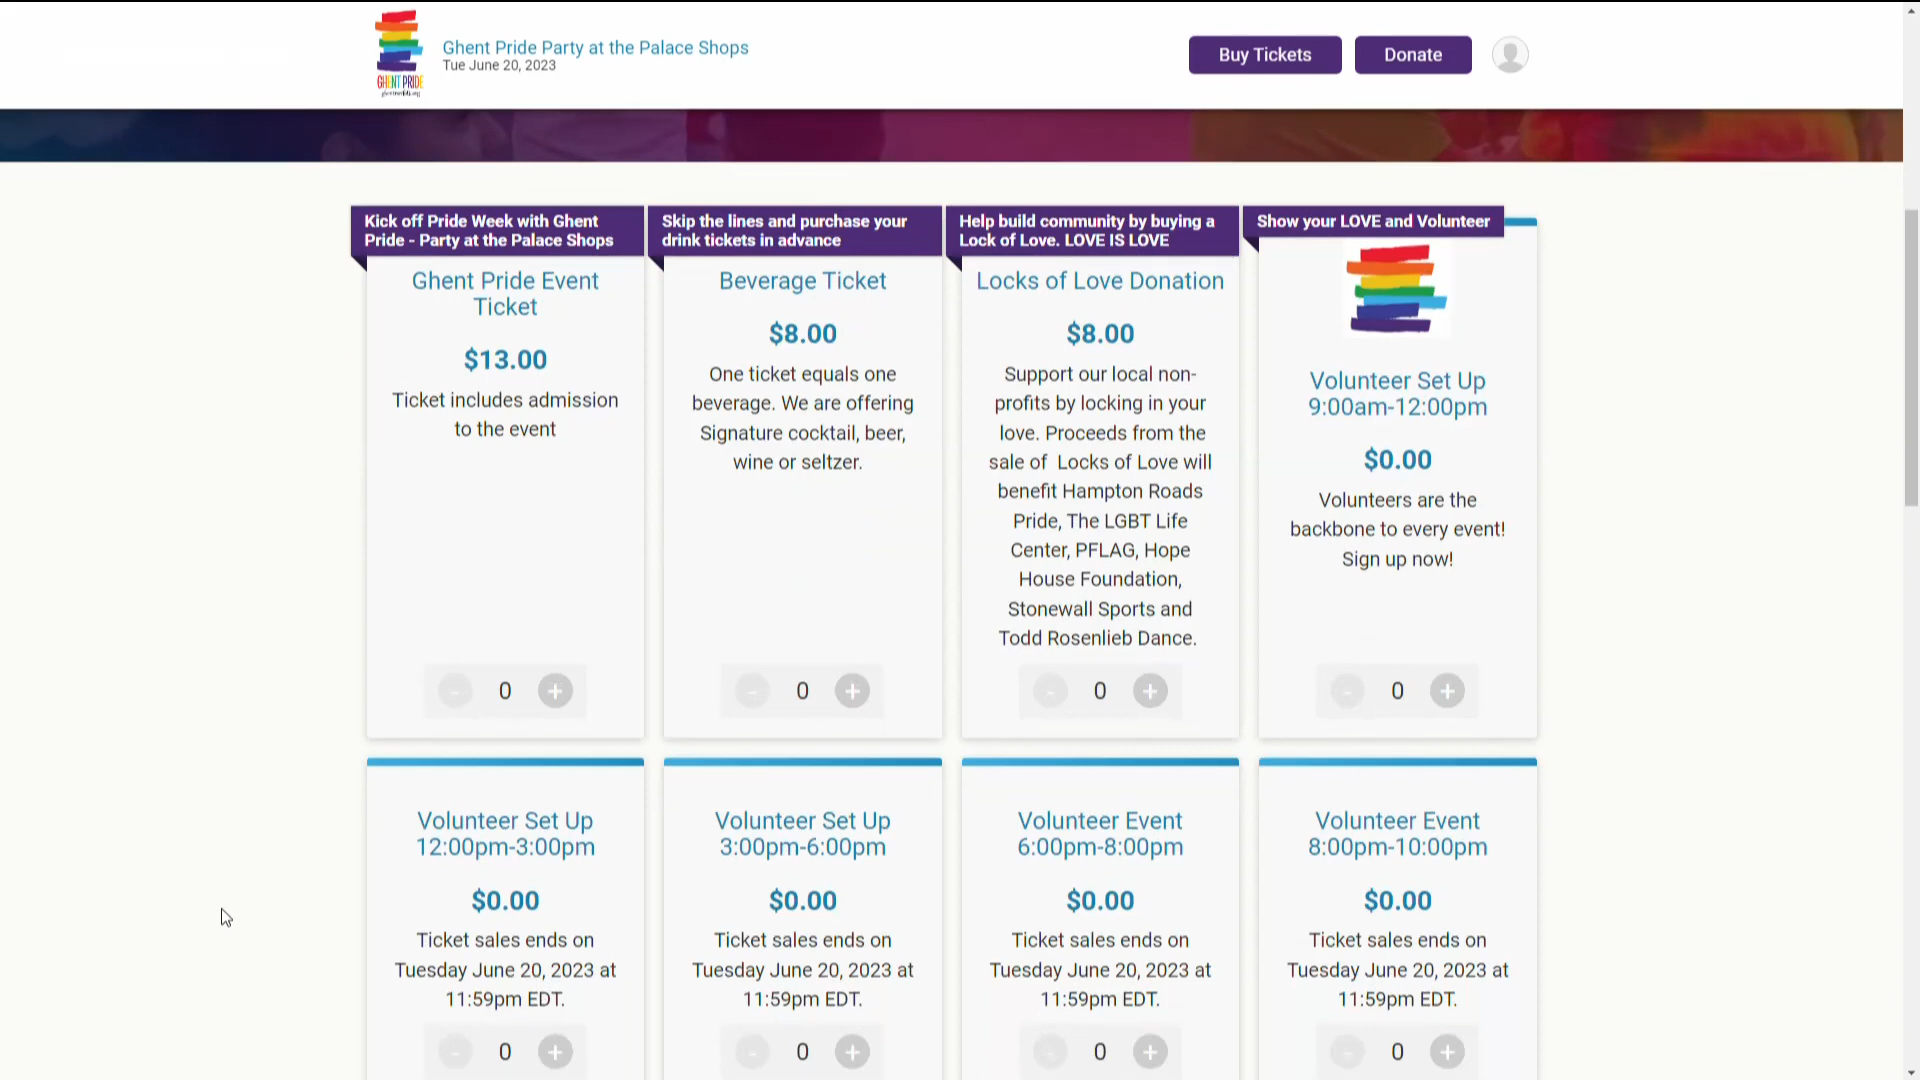 GHENT PRIDE
Ghent Pride Party at the Palace Shops
Tue June 20, 2023
Buy Tickets
Donate
Kick off Pride Week with Ghent
Pride - Party at the Palace Shops
Ghent Pride Event
Ticket
$13.00
Ticket includes admission
to the event
- 0 +
Skip the lines and purchase your
drink tickets in advance
Beverage Ticket
$8.00
One ticket equals one
beverage. We are offering
Signature cocktail, beer,
wine or seltzer.
- 0 +
Help build community by buying a
Lock of Love. LOVE IS LOVE
Locks of Love Donation
$8.00
Support our local non-
profits by locking in your
love. Proceeds from the
sale of Locks of Love will
benefit Hampton Roads
Pride, The LGBT Life
Center, PFLAG, Hope
House Foundation,
Stonewall Sports and
Todd Rosenlieb Dance.
- 0 +
Show your LOVE and Volunteer
Volunteer Set Up
9:00am-12:00pm
$0.00
Volunteers are the
backbone to every event!
Sign up now!
- 0 +
Volunteer Set Up
12:00pm-3:00pm
$0.00
Ticket sales ends on
Tuesday June 20, 2023 at
11:59pm EDT.
- 0 +
Volunteer Set Up
3:00pm-6:00pm
$0.00
Ticket sales ends on
Tuesday June 20, 2023 at
11:59pm EDT.
- 0 +
Volunteer Event
6:00pm-8:00pm
$0.00
Ticket sales ends on
Tuesday June 20, 2023 at
11:59pm EDT.
- 0 +
Volunteer Event
8:00pm-10:00pm
$0.00
Ticket sales ends on
Tuesday June 20, 2023 at
11:59pm EDT.
- 0 +